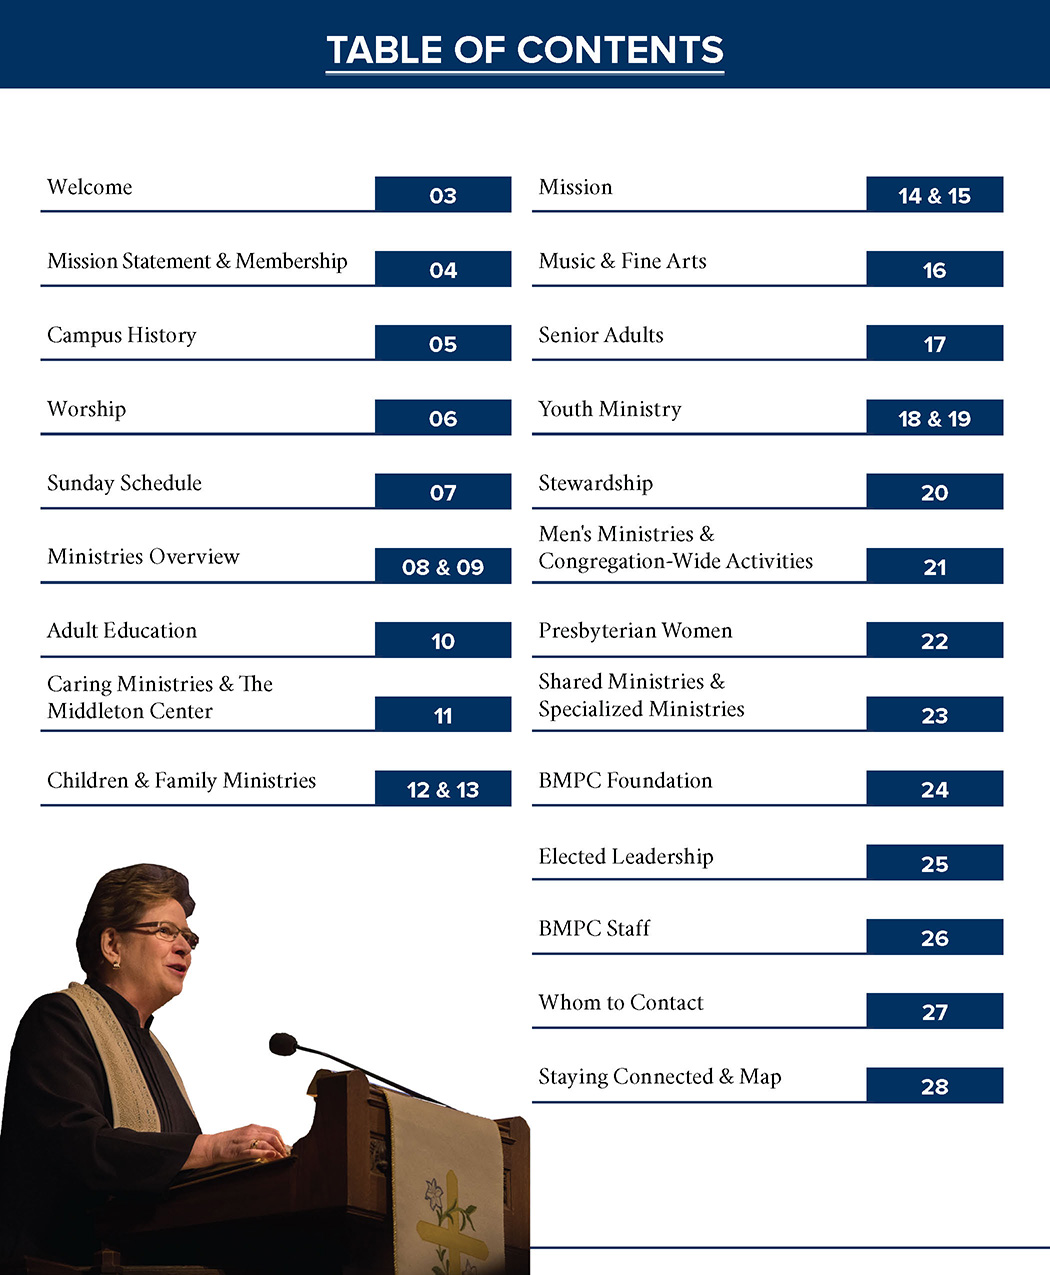 TABLE OF CONTENTS
Welcome 03
Mission Statement & Membership 04
Campus History 05
Worship 06
Sunday Schedule 07
Ministries Overview 08 & 09
Adult Education 10
Caring Ministries & The
Middleton Center 11
Children & Family Ministries 12 & 13
Mission 14 & 15
Music & Fine Arts 16
Senior Adults 17
Youth Ministry 18 & 19
Stewardship 20
Men's Ministries &
Congregation-Wide Activities 21
Presbyterian Women 22
Shared Ministries &
Specialized Ministries 23
BMPC Foundation 24
Elected Leadership 25
BMPC Staff 26
Whom to Contact 27
Staying Connected & Map 28